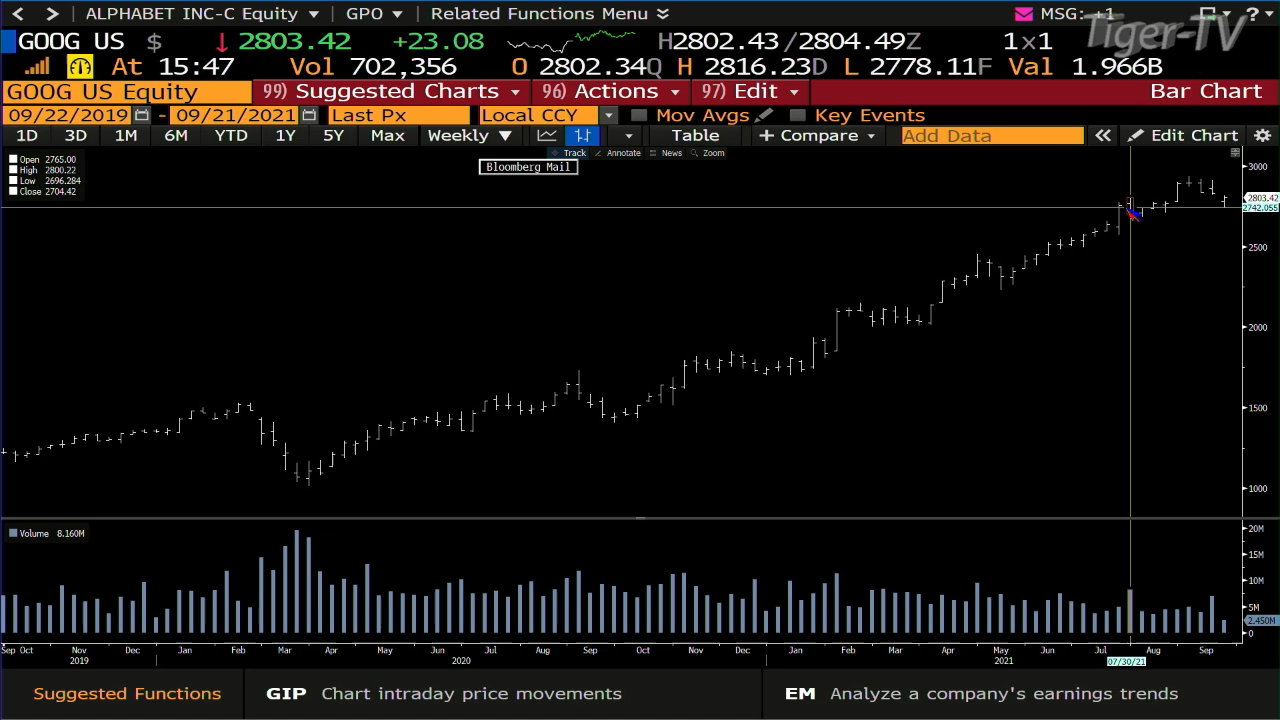 < > ALPHABET INC-C Equity GPO Related Functions Menu MSG: +1 ?
Tiger-TV
GOOG US $ ↓ 2803.42 +23.08 H2802.43 /2804.49Z 1x1
At 15:47 Vol 702,356 O 2802.34Q H 2816.23D L 2778.11F Val 1.966B
GOOG US Equity 99) Suggested Charts 96) Actions 97) Edit Bar Chart
09/22/2019 - 09/21/2021 Last Px Local CCY Mov Avgs Key Events
1D 3D 1M 6M YTD 1Y 5Y Max Weekly Table + Compare Add Data « Edit Chart
Track Annotate News Zoom
Bloomberg Mail
Open 2765.00
High 2800.22
Low 2696.284
Close 2704.42
3000
2803.42
2742.055
2500
2000
1500
1000
Volume 8.160M
20M
15M
10M
5M
2.450M
0
Sep Oct Nov Dec Jan Feb Mar Apr May Jun Jul Aug Sep Oct Nov Dec Jan Feb Mar Apr May Jun Jul Aug Sep
2019 2020 2021 07/30/21
Suggested Functions GIP Chart intraday price movements EM Analyze a company's earnings trends